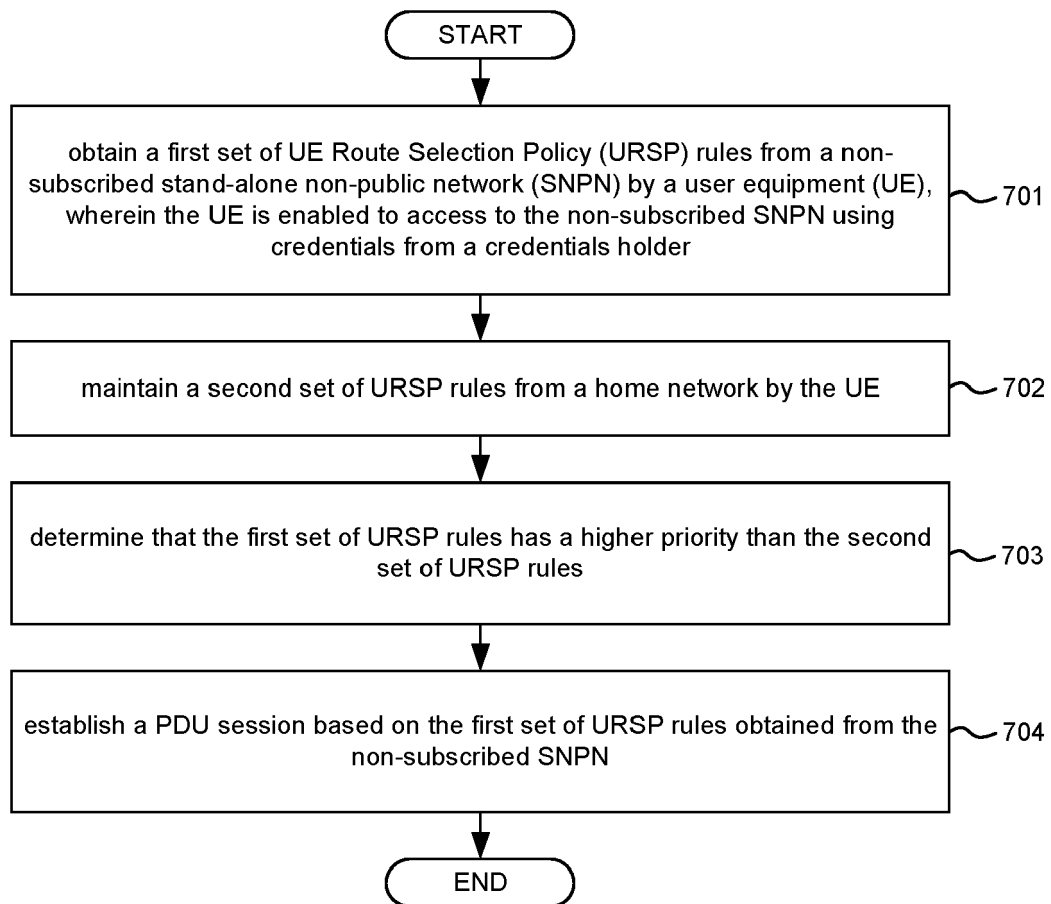 START
obtain a first set of UE Route Selection Policy (URSP) rules from a non-
subscribed stand-alone non-public network (SNPN) by a user equipment (UE),
wherein the UE is enabled to access to the non-subscribed SNPN using
credentials from a credentials holder
701
maintain a second set of URSP rules from a home network by the UE
702
determine that the first set of URSP rules has a higher priority than the second
set of URSP rules
703
establish a PDU session based on the first set of URSP rules obtained from the
non-subscribed SNPN
704
END